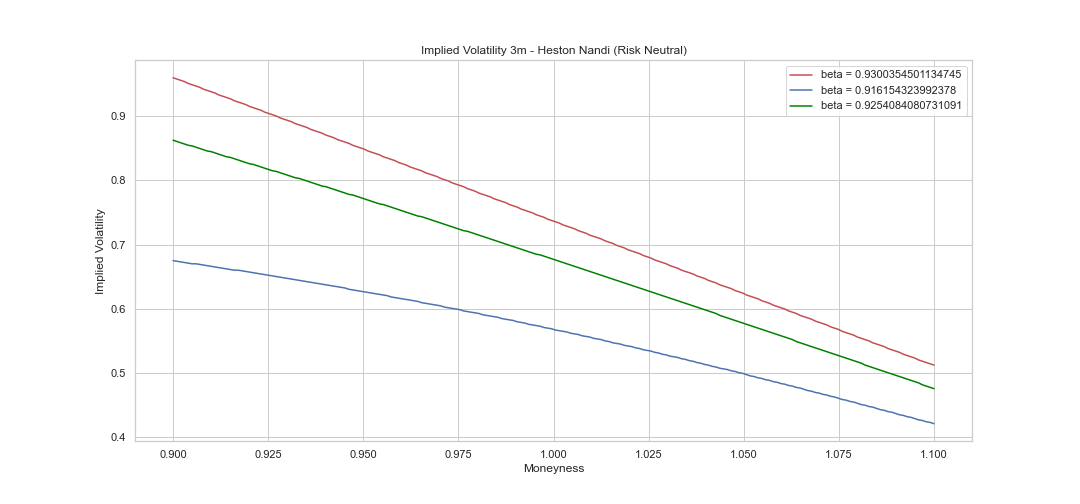 Implied Volatility 3m - Heston Nandi (Risk Neutral)
beta = 0.9300354501134745
beta = 0.916154323992378
beta = 0.9254084080731091
0.9
0.8
0.7
0.6
0.5
0.4
Implied Volatility
0.900 0.925 0.950 0.975 1.000 1.025 1.050 1.075 1.100
Moneyness